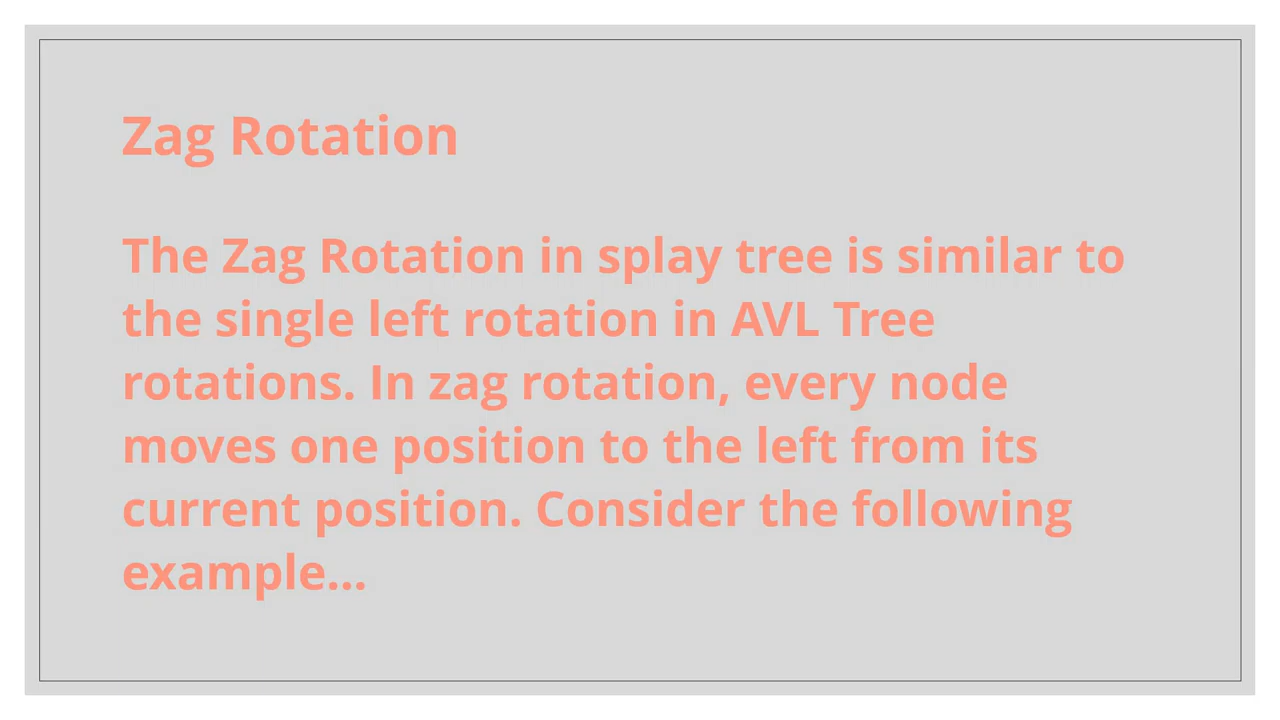 Zag Rotation
The Zag Rotation in splay tree is similar to
the single left rotation in AVL Tree
rotations. In zag rotation, every node
moves one position to the left from its
current position. Consider the following
example...